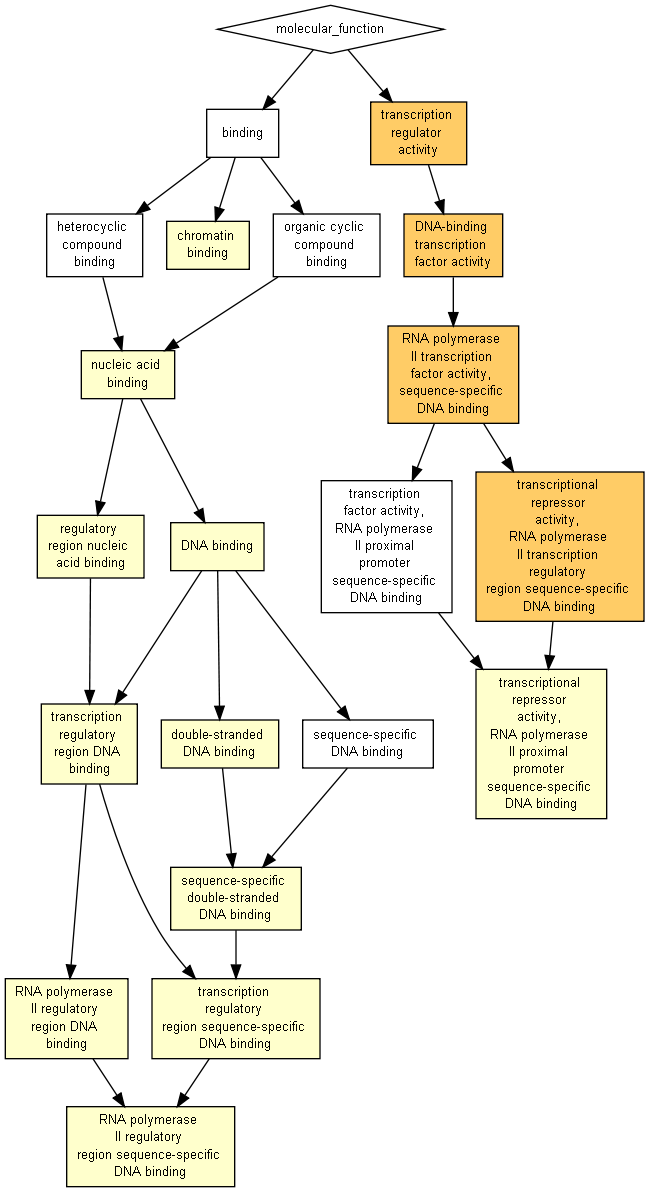 molecular_function
binding
transcription
regulator
activity
heterocyclic
compound
binding
chromatin
binding
organic cyclic
compound
binding
DNA-binding
transcription
factor activity
nucleic acid
binding
RNA polymerase
II transcription
factor activity,
sequence-specific
DNA binding
regulatory
region nucleic
acid binding
DNA binding
transcription
factor activity,
RNA polymerase
II proximal
promoter
sequence-specific
DNA binding
transcriptional
repressor
activity,
RNA polymerase
II transcription
regulatory
region sequence-specific
DNA binding
transcription
regulatory
region DNA
binding
double-stranded
DNA binding
sequence-specific
DNA binding
transcriptional
repressor
activity,
RNA polymerase
II proximal
promoter
sequence-specific
DNA binding
sequence-specific
double-stranded
DNA binding
RNA polymerase
II regulatory
region DNA
binding
transcription
regulatory
region sequence-specific
DNA binding
RNA polymerase
II regulatory
region sequence-specific
DNA binding